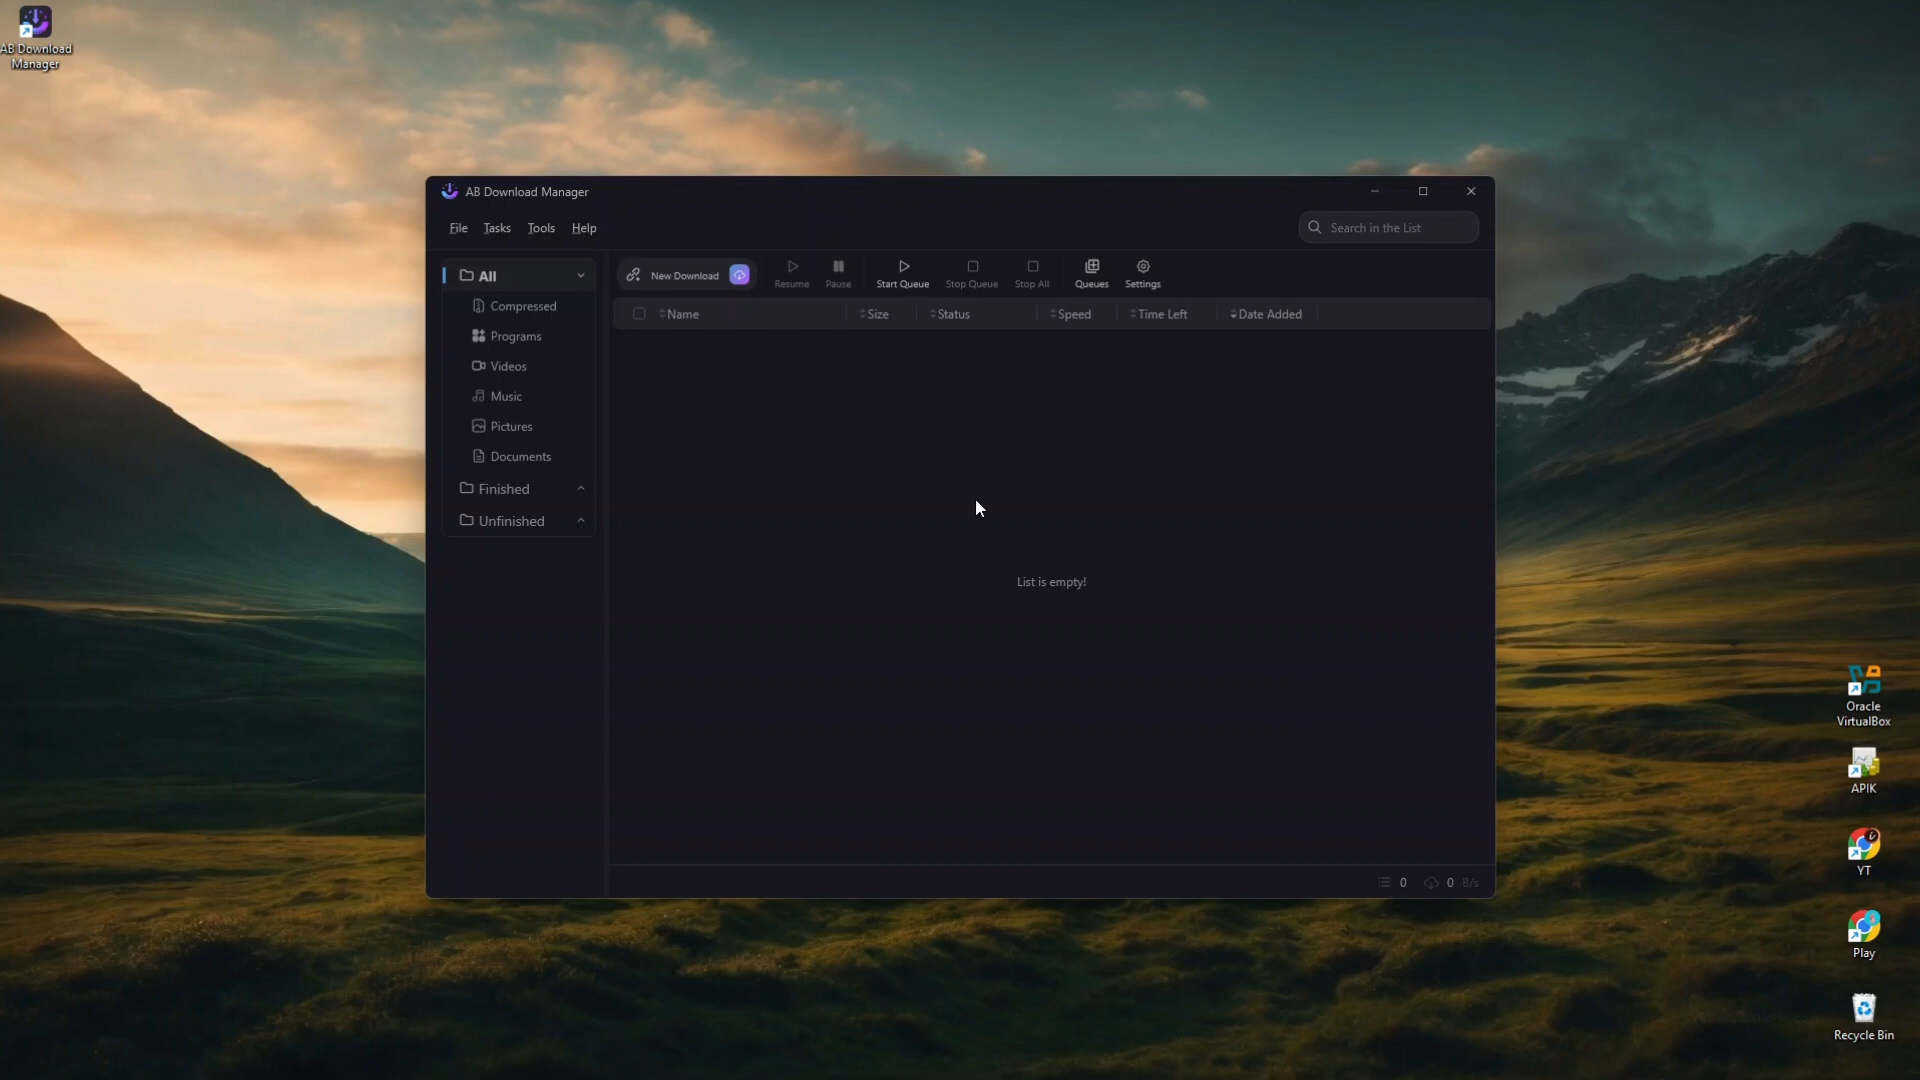 AB Download
Manager
AB Download Manager
File Tasks Tools Help
Search in the List
All
Compressed
Programs
Videos
Music
Pictures
Documents
Finished
Unfinished
New Download
Resume Pause Start Queue Stop Queue Stop All Queues Settings
Name Size Status Speed Time Left Date Added
List is empty!
0 0 B/s
Oracle
VirtualBox
APIK
YT
Play
Recycle Bin